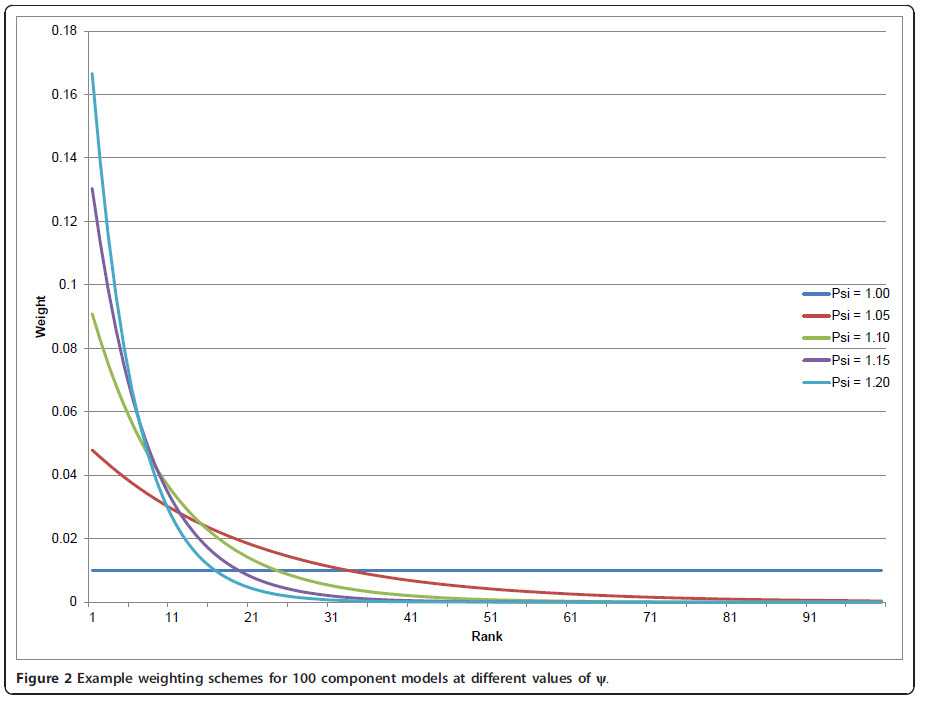 0.18
0.16
0.14
0.12
0.1
0.08
0.06
0.04
0.02
0
Weight
1 11 21 31 41 51 61 71 81 91
Rank
Psi = 1.00
Psi = 1.05
Psi = 1.10
Psi = 1.15
Psi = 1.20
Figure 2 Example weighting schemes for 100 component models at different values of ψ.